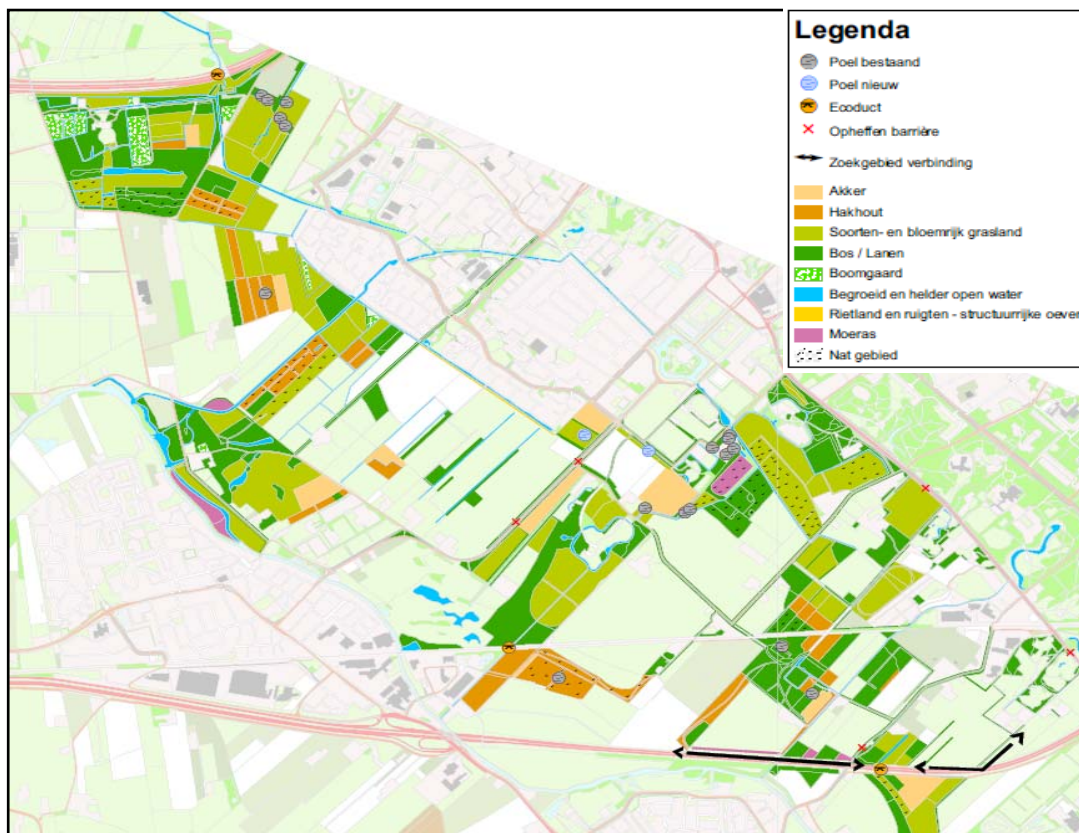 Legenda
Poel bestaand
Poel nieuw
Ecoduct
Opheffen barrière
Zoekgebied verbinding
Akker
Hakhout
Soorten- en bloemrijk grasland
Bos / Lanen
Boomgaard
Begroeid en helder open water
Rietland en ruigten - structuurrijke oever
Moeras
Nat gebied